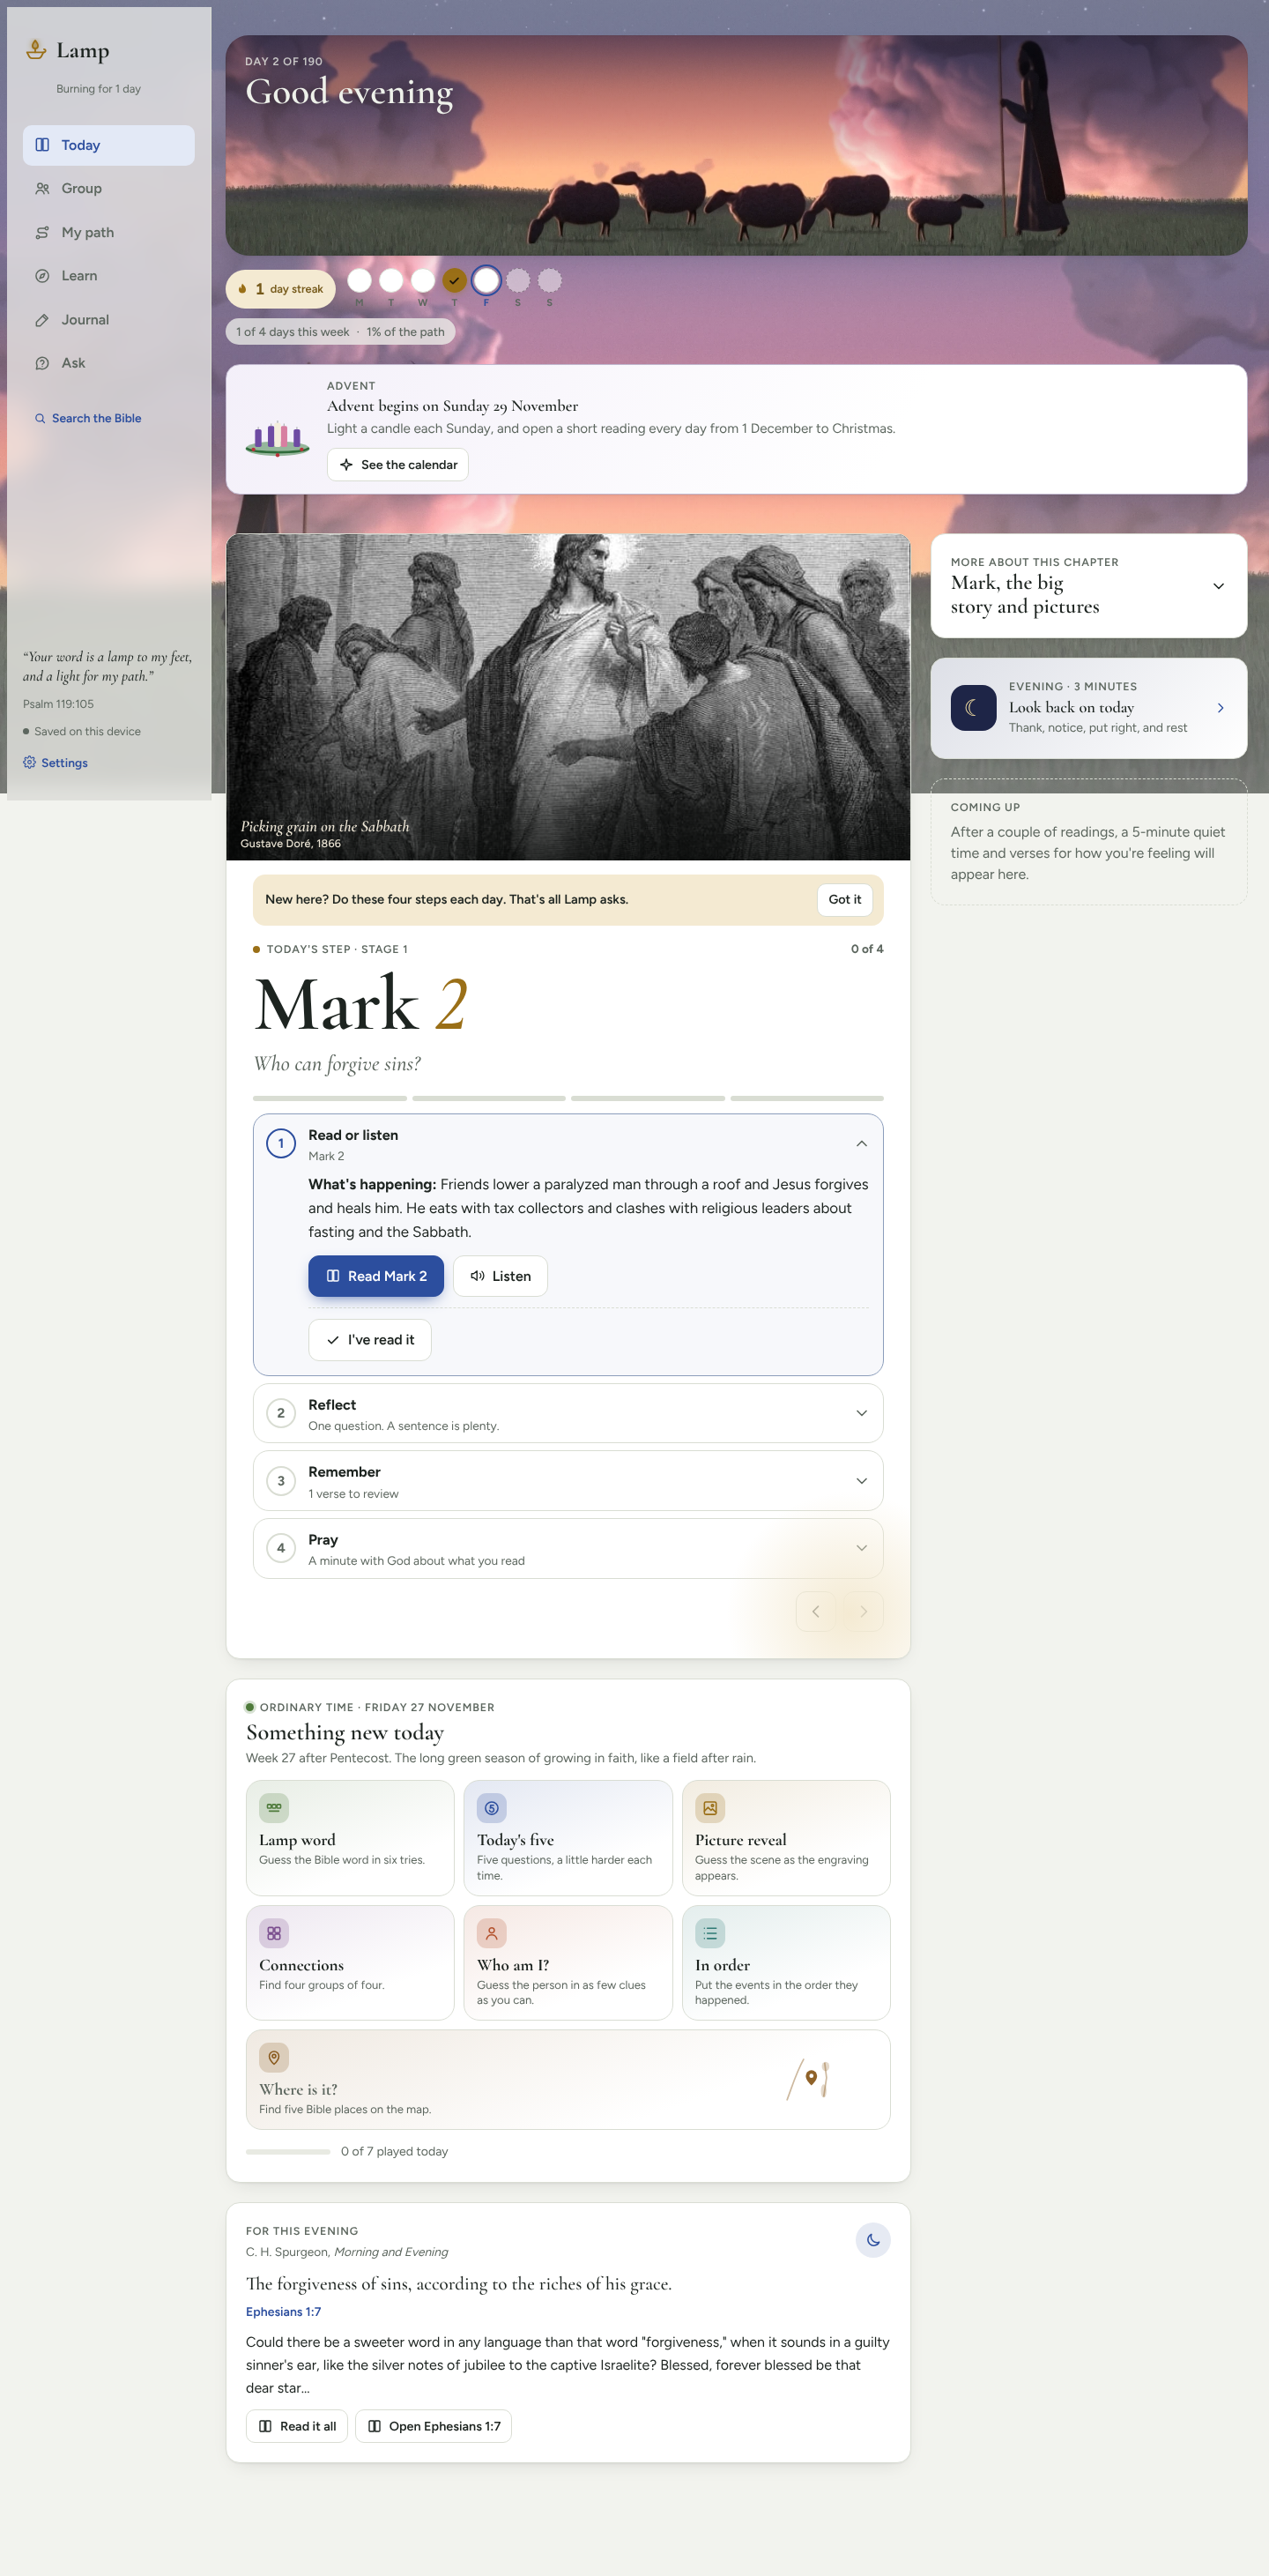 Lamp
Burning for 1 day
Today
Group
My path
Learn
Journal
Ask
Search the Bible
“Your word is a lamp to my feet,
and a light for my path.”
Psalm 119:105
Saved on this device
Settings
DAY 2 OF 190
Good evening
1 day streak
M T W T F S S
1 of 4 days this week · 1% of the path
ADVENT
Advent begins on Sunday 29 November
Light a candle each Sunday, and open a short reading every day from 1 December to Christmas.
See the calendar
Picking grain on the Sabbath
Gustave Doré, 1866
New here? Do these four steps each day. That's all Lamp asks.
Got it
TODAY'S STEP · STAGE 1
0 of 4
Mark 2
Who can forgive sins?
1
Read or listen
Mark 2
What's happening: Friends lower a paralyzed man through a roof and Jesus forgives
and heals him. He eats with tax collectors and clashes with religious leaders about
fasting and the Sabbath.
Read Mark 2
Listen
I've read it
2
Reflect
One question. A sentence is plenty.
3
Remember
1 verse to review
4
Pray
A minute with God about what you read
MORE ABOUT THIS CHAPTER
Mark, the big
story and pictures
EVENING · 3 MINUTES
Look back on today
Thank, notice, put right, and rest
COMING UP
After a couple of readings, a 5-minute quiet
time and verses for how you're feeling will
appear here.
ORDINARY TIME · FRIDAY 27 NOVEMBER
Something new today
Week 27 after Pentecost. The long green season of growing in faith, like a field after rain.
Lamp word
Guess the Bible word in six tries.
5
Today's five
Five questions, a little harder each
time.
Picture reveal
Guess the scene as the engraving
appears.
Connections
Find four groups of four.
Who am I?
Guess the person in as few clues
as you can.
In order
Put the events in the order they
happened.
Where is it?
Find five Bible places on the map.
0 of 7 played today
FOR THIS EVENING
C. H. Spurgeon, Morning and Evening
The forgiveness of sins, according to the riches of his grace.
Ephesians 1:7
Could there be a sweeter word in any language than that word "forgiveness," when it sounds in a guilty
sinner's ear, like the silver notes of jubilee to the captive Israelite? Blessed, forever blessed be that
dear star…
Read it all
Open Ephesians 1:7